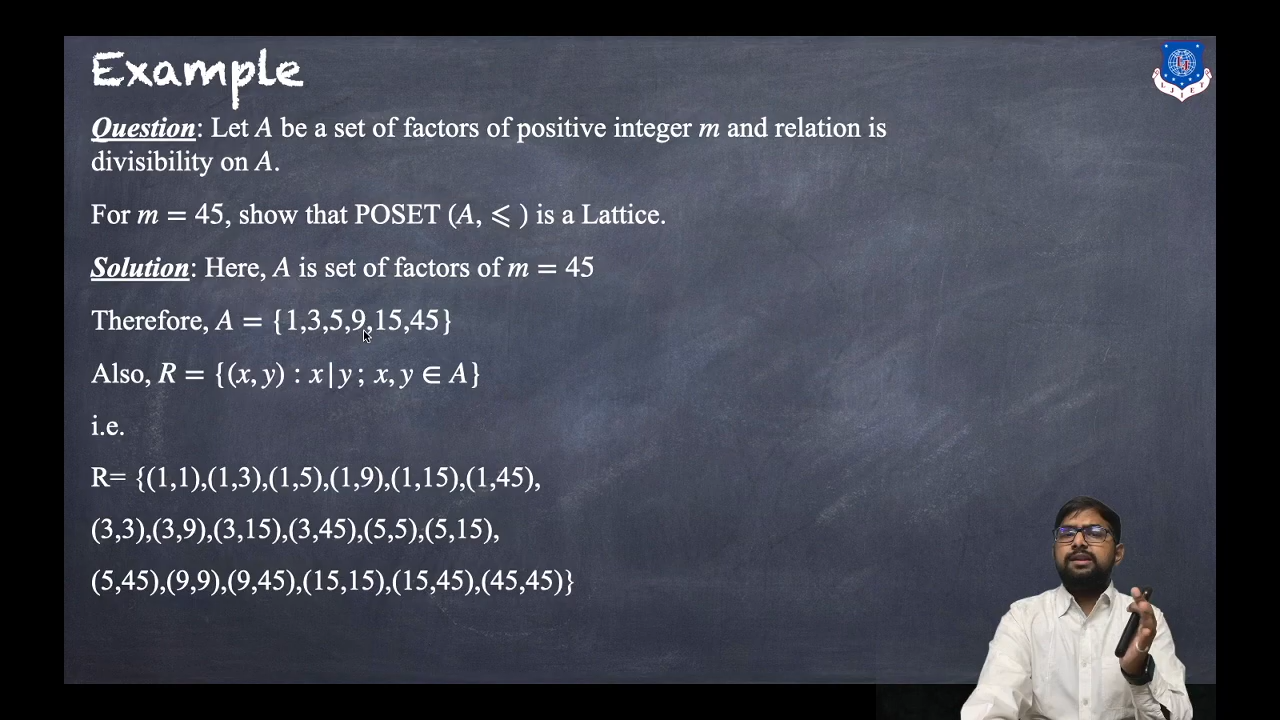 Example
Question: Let A be a set of factors of positive integer m and relation is
divisibility on A.
For m = 45, show that POSET (A, ⩽ ) is a Lattice.
Solution: Here, A is set of factors of m = 45
Therefore, A = {1,3,5,9,15,45}
Also, R = {(x, y) : x | y ; x, y ∈ A}
i.e.
R= {(1,1),(1,3),(1,5),(1,9),(1,15),(1,45),
(3,3),(3,9),(3,15),(3,45),(5,5),(5,15),
(5,45),(9,9),(9,45),(15,15),(15,45),(45,45)}